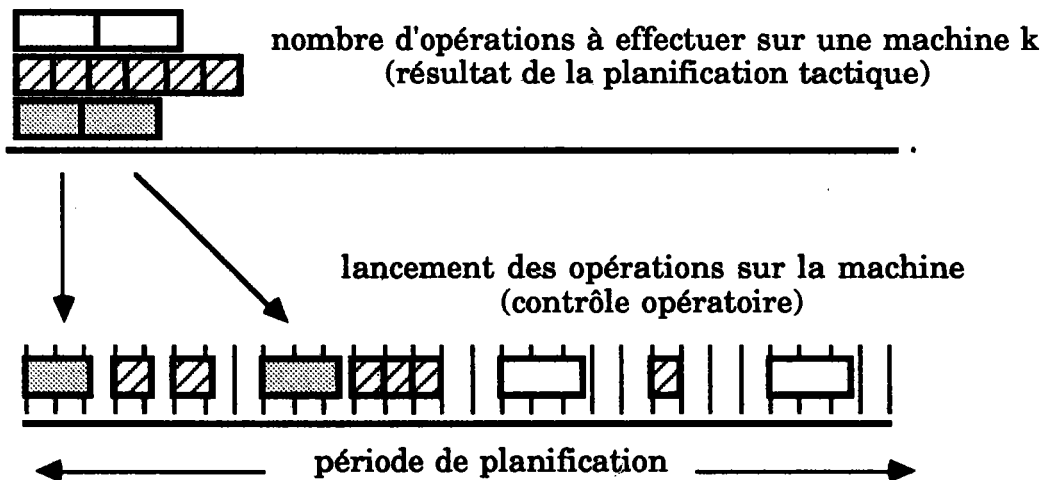 nombre d'opérations à effectuer sur une machine k
(résultat de la planification tactique)
lancement des opérations sur la machine
(contrôle opératoire)
période de planification